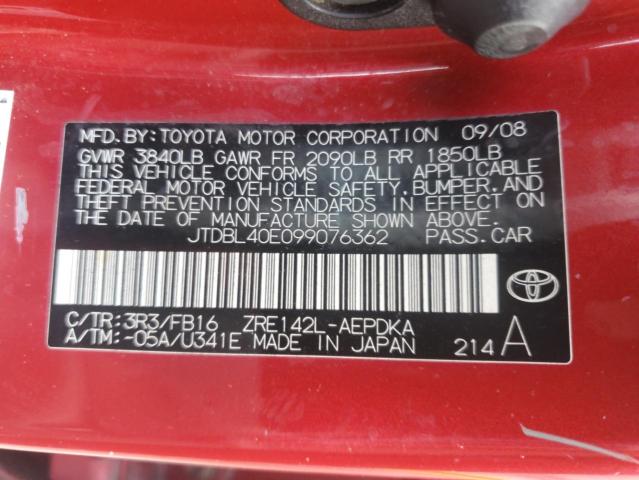 MFD. BY: TOYOTA MOTOR CORPORATION 09/08
GVWR 3840LB GAWR FR 2090LB RR 1850LB
THIS VEHICLE CONFORMS TO ALL APPLICABLE
FEDERAL MOTOR VEHICLE SAFETY, BUMPER, AND
THEFT PREVENTION STANDARDS IN EFFECT ON
THE DATE OF MANUFACTURE SHOWN ABOVE.
JTDBL40E099076362 PASS.CAR
C/TR: 3R3/FB16 ZRE142L-AEPDKA
A/TM: -05A/U341E MADE IN JAPAN 214 A
TOYOTA